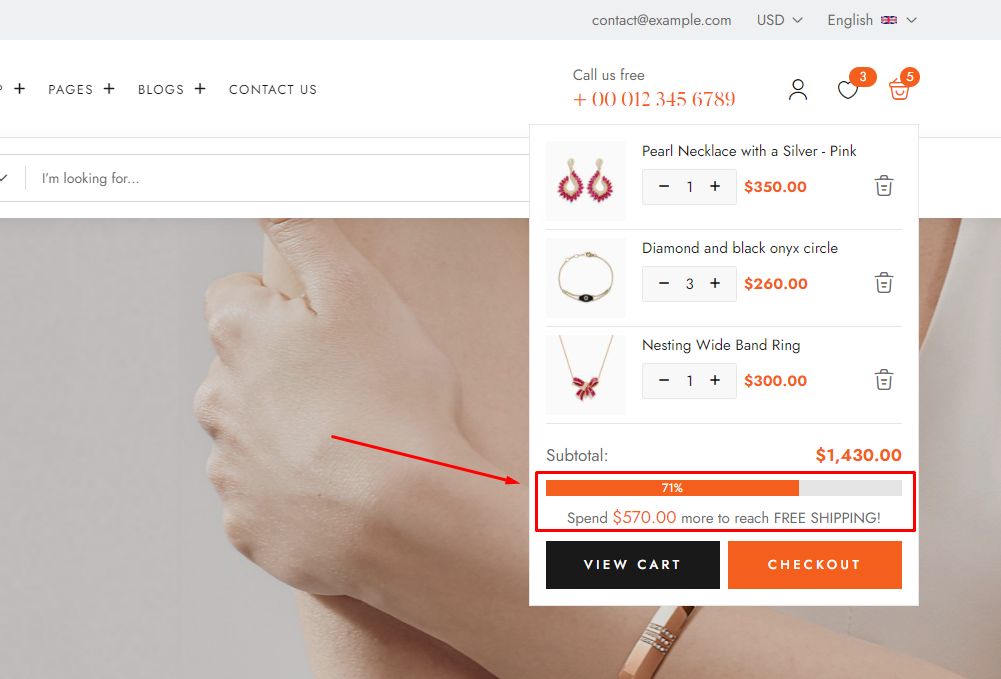 contact@example.com USD English
PAGES + BLOGS + CONTACT US
Call us free
+ 00 012 345 6789
3
5
I'm looking for...
Pearl Necklace with a Silver - Pink
− 1 + $350.00
Diamond and black onyx circle
− 3 + $260.00
Nesting Wide Band Ring
− 1 + $300.00
Subtotal: $1,430.00
71%
Spend $570.00 more to reach FREE SHIPPING!
VIEW CART CHECKOUT